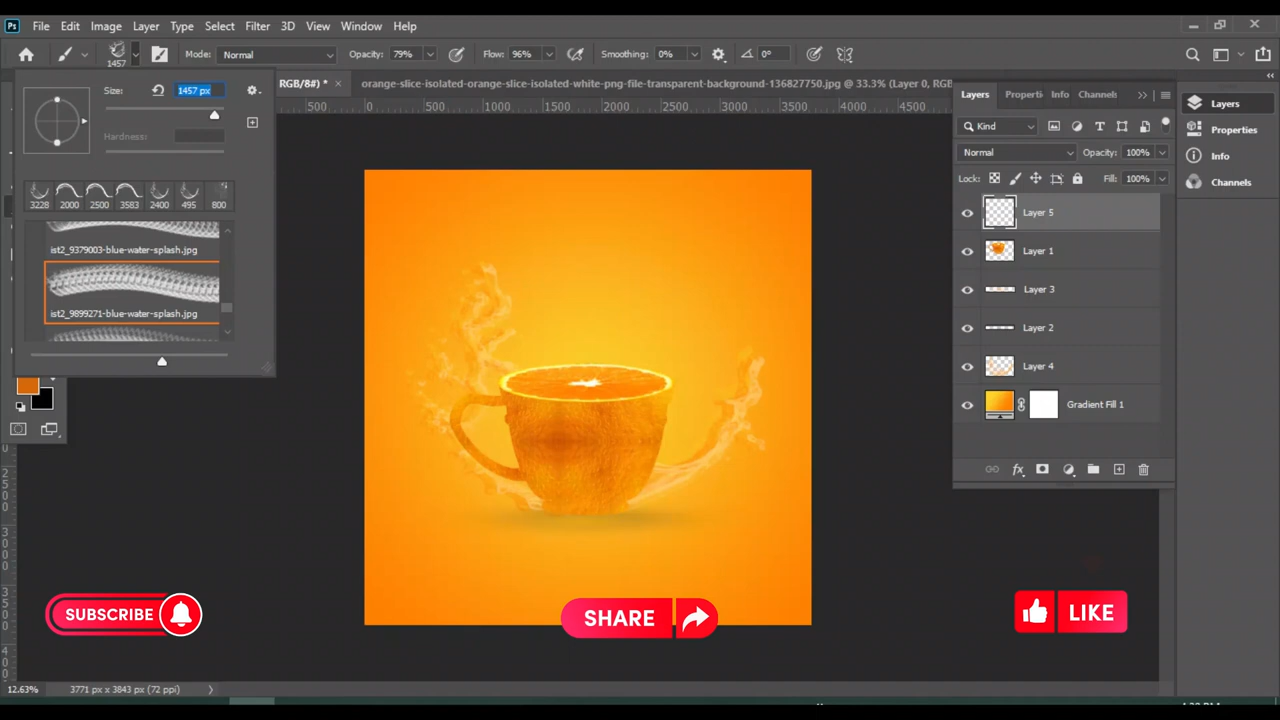 Ps File Edit Image Layer Type Select Filter 3D View Window Help
1457 Mode: Normal Opacity: 79% Flow: 96% Smoothing: 0% 0°
RGB/8#) * × orange-slice-isolated-orange-slice-isolated-white-png-file-transparent-background-136827750.jpg @ 33.3% (Layer 0, RGB
500 0 500 1000 1500 2000 2500 3000 3500 4000 4500
Size: 1457 px
Hardness:
3228 2000 2500 3583 2400 495 800
ist2_9379003-blue-water-splash.jpg
ist2_9899271-blue-water-splash.jpg
Layers Properti Info Channels
Kind
Normal Opacity: 100%
Lock: Fill: 100%
Layer 5
Layer 1
Layer 3
Layer 2
Layer 4
Gradient Fill 1
fx
Layers
Properties
Info
Channels
SUBSCRIBE
SHARE
LIKE
12.63% 3771 px x 3843 px (72 ppi)